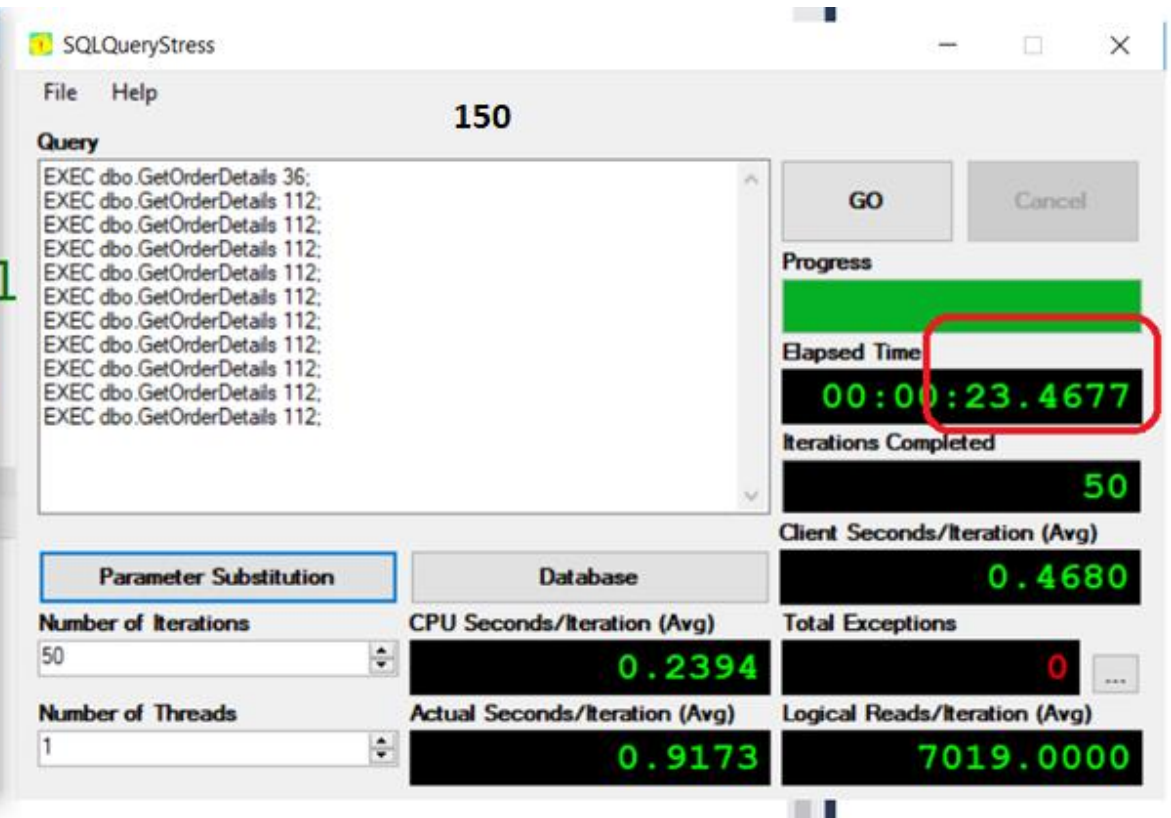 SQLQueryStress
File Help
150
Query
EXEC dbo.GetOrderDetails 36;
EXEC dbo.GetOrderDetails 112;
EXEC dbo.GetOrderDetails 112;
EXEC dbo.GetOrderDetails 112;
EXEC dbo.GetOrderDetails 112;
EXEC dbo.GetOrderDetails 112;
EXEC dbo.GetOrderDetails 112;
EXEC dbo.GetOrderDetails 112;
EXEC dbo.GetOrderDetails 112;
EXEC dbo.GetOrderDetails 112;
EXEC dbo.GetOrderDetails 112;
GO
Cancel
Progress
Elapsed Time
00:00:23.4677
Iterations Completed
50
Client Seconds/Iteration (Avg)
0.4680
Parameter Substitution
Database
Number of Iterations
50
CPU Seconds/Iteration (Avg)
0.2394
Total Exceptions
0
...
Number of Threads
1
Actual Seconds/Iteration (Avg)
0.9173
Logical Reads/Iteration (Avg)
7019.0000